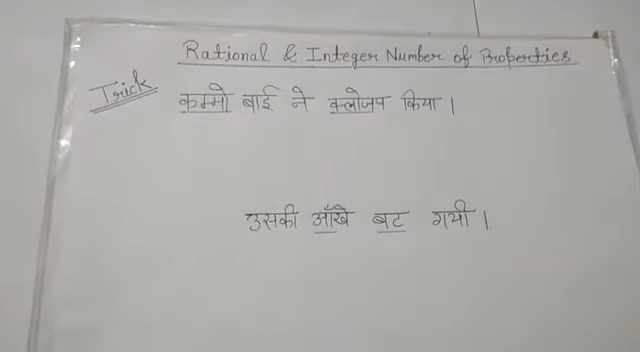 Rational & Integer Number of Properties
Trick
कम्मो बाई ने क्लोजप किया।
उसकी आँखे बट गयी।